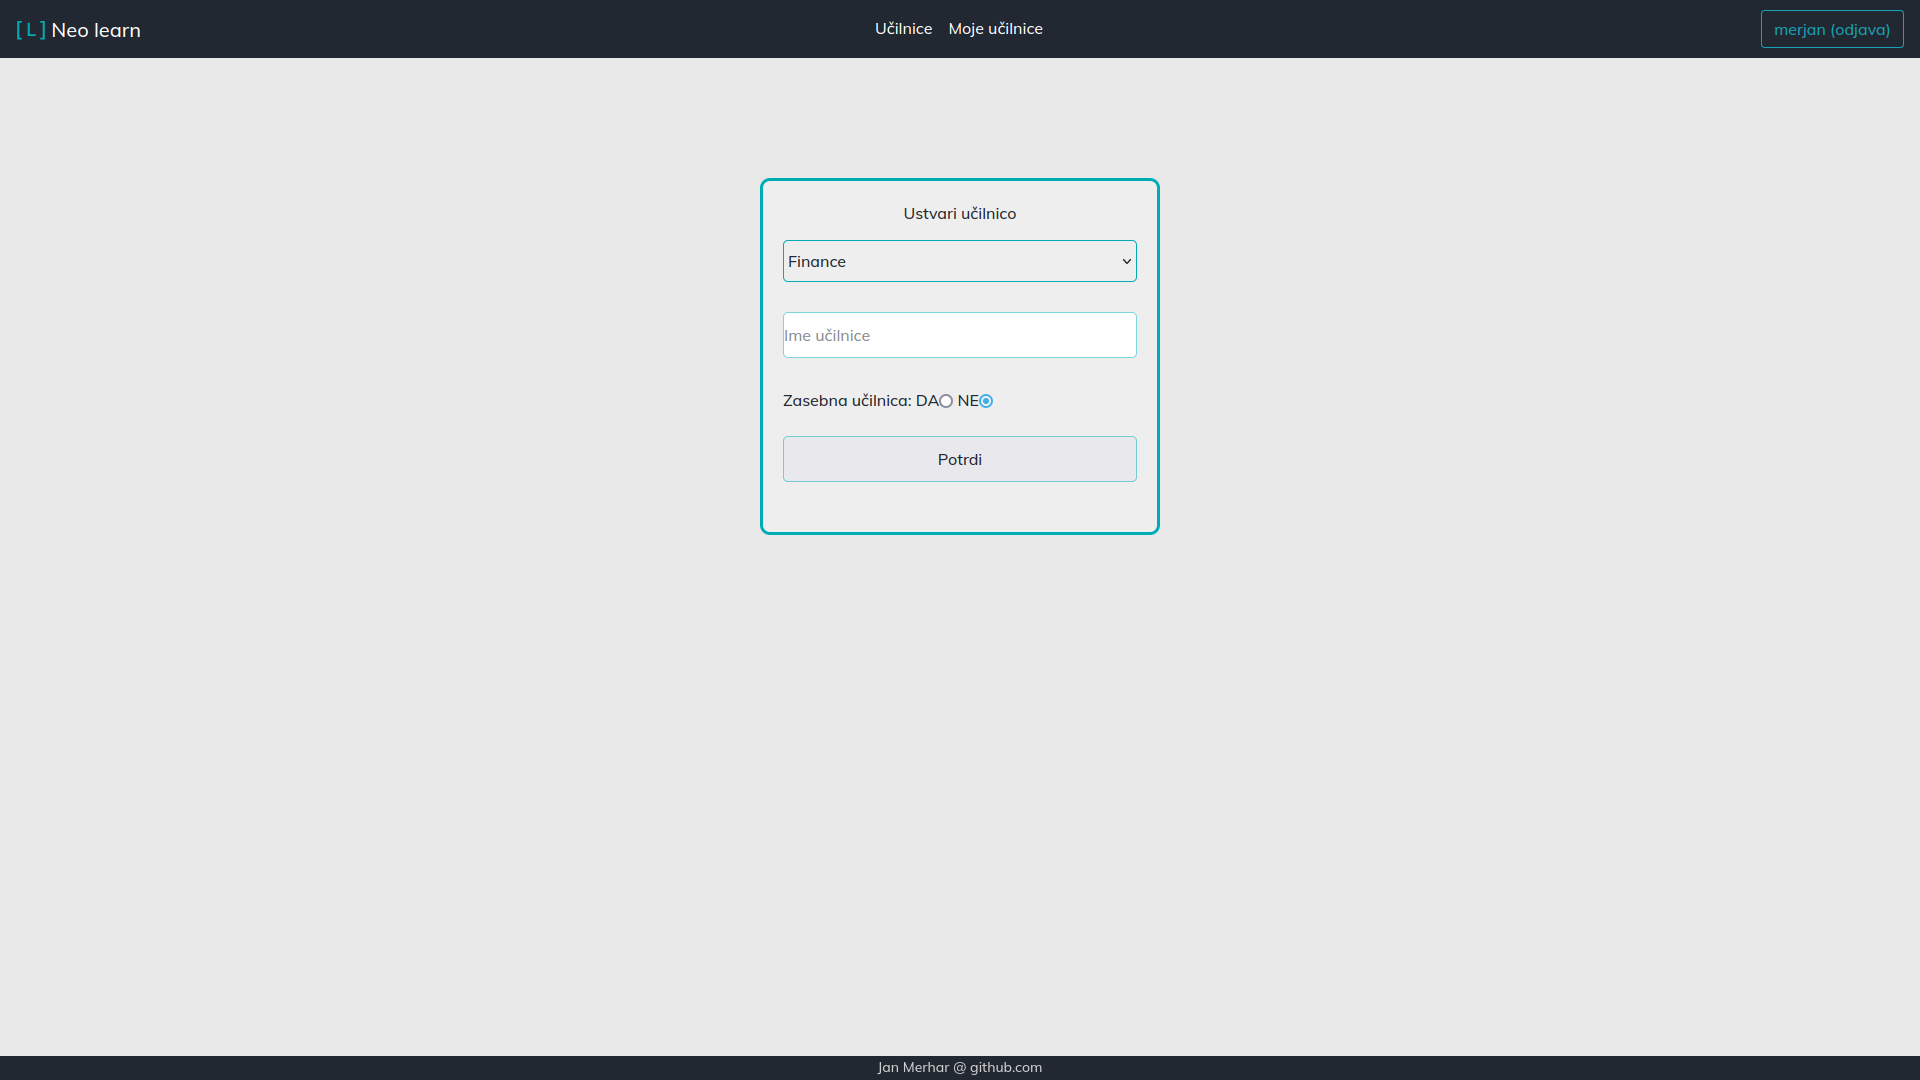 [L] Neo learn
Učilnice
Moje učilnice
merjan (odjava)
Ustvari učilnico
Finance
Ime učilnice
Zasebna učilnica: DA NE
Potrdi
Jan Merhar @ github.com